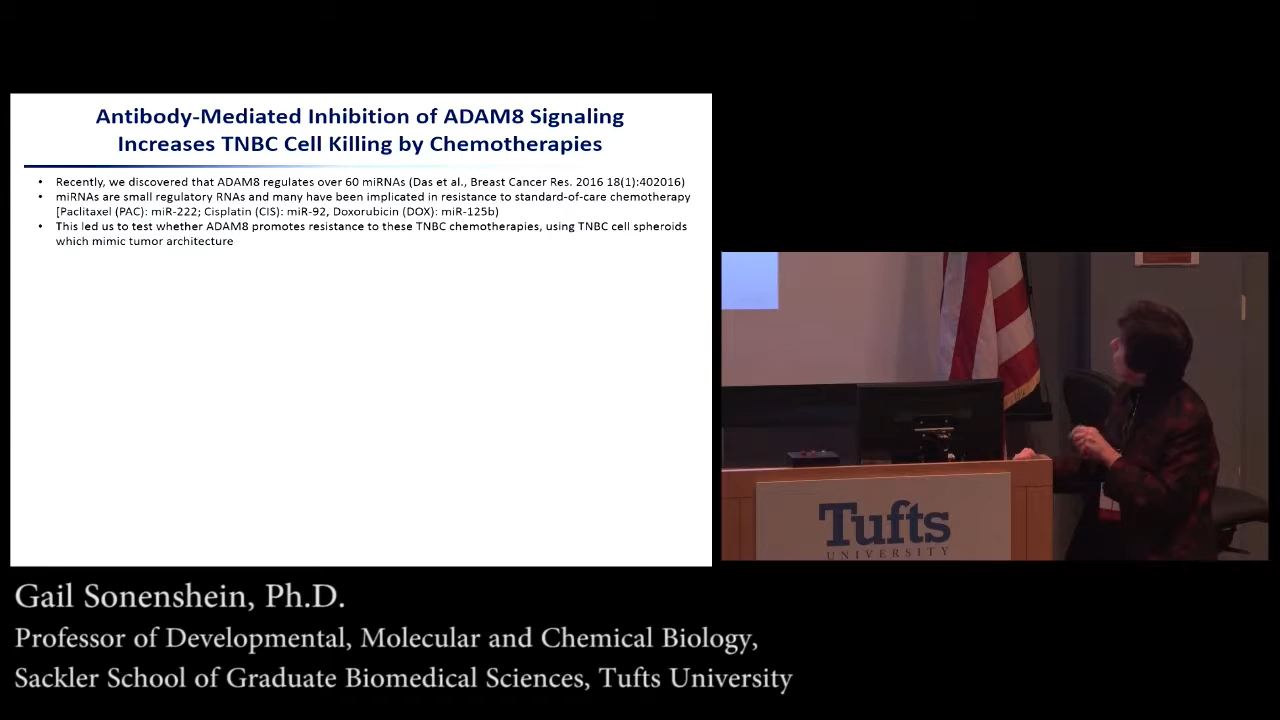 Antibody-Mediated Inhibition of ADAM8 Signaling
Increases TNBC Cell Killing by Chemotherapies
• Recently, we discovered that ADAM8 regulates over 60 miRNAs (Das et al., Breast Cancer Res. 2016 18(1):402016)
• miRNAs are small regulatory RNAs and many have been implicated in resistance to standard-of-care chemotherapy
[Paclitaxel (PAC): miR-222; Cisplatin (CIS): miR-92, Doxorubicin (DOX): miR-125b)
• This led us to test whether ADAM8 promotes resistance to these TNBC chemotherapies, using TNBC cell spheroids
which mimic tumor architecture
Tufts
UNIVERSITY
Gail Sonenshein, Ph.D.
Professor of Developmental, Molecular and Chemical Biology,
Sackler School of Graduate Biomedical Sciences, Tufts University